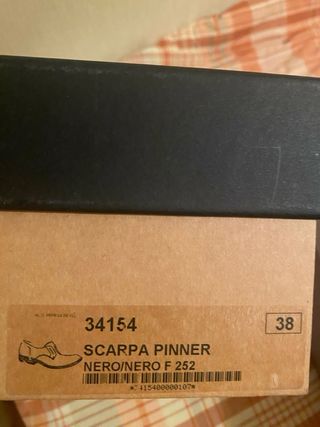 34154
38
SCARPA PINNER
NERO/NERO F 252